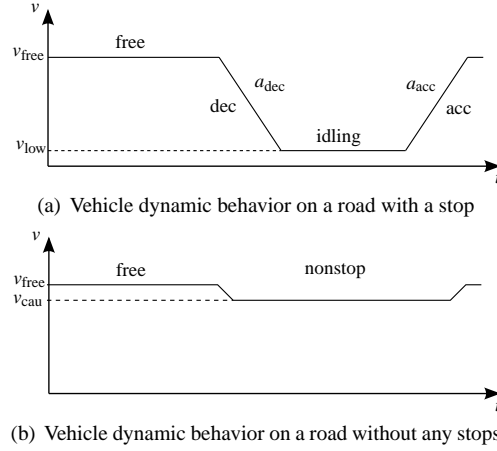 v
free
v_free
a_dec
a_acc
dec
acc
idling
v_low
t
(a) Vehicle dynamic behavior on a road with a stop
v
free
nonstop
v_free
v_cau
t
(b) Vehicle dynamic behavior on a road without any stops